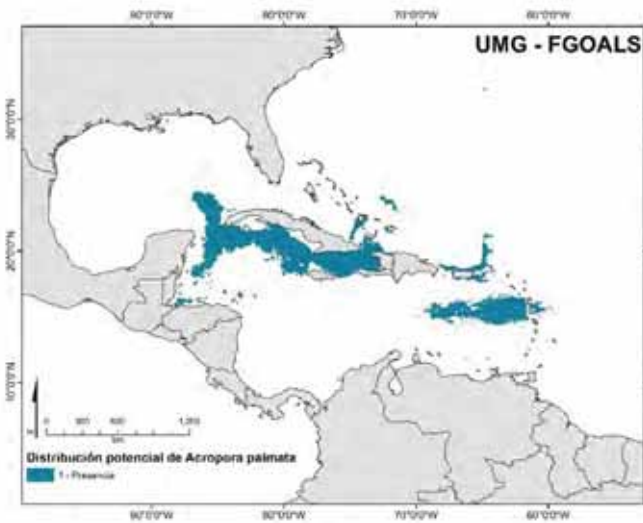 90°0'0"W 80°0'0"W 70°0'0"W 60°0'0"W
UMG - FGOALS
30°0'0"N
20°0'0"N
10°0'0"N
0
Distribución potencial de Acropora palmata
1 - Presencia
90°0'0"W 80°0'0"W 70°0'0"W 60°0'0"W